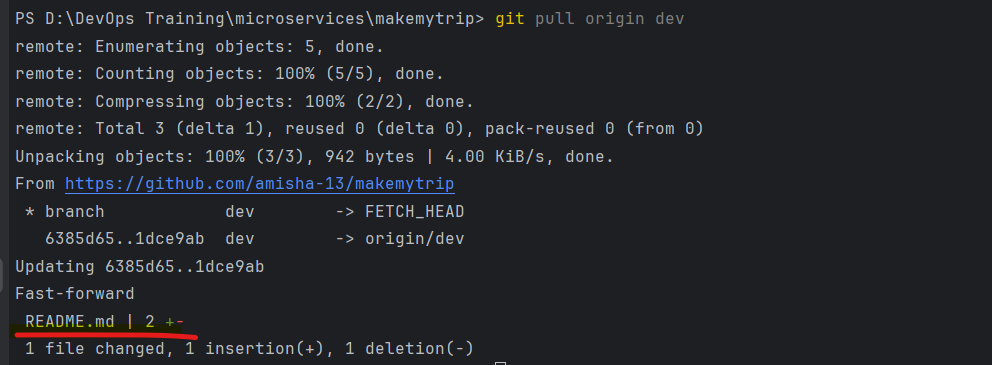 PS D:\DevOps Training\microservices\makemytrip> git pull origin dev
remote: Enumerating objects: 5, done.
remote: Counting objects: 100% (5/5), done.
remote: Compressing objects: 100% (2/2), done.
remote: Total 3 (delta 1), reused 0 (delta 0), pack-reused 0 (from 0)
Unpacking objects: 100% (3/3), 942 bytes | 4.00 KiB/s, done.
From https://github.com/amisha-13/makemytrip
 * branch            dev        -> FETCH_HEAD
   6385d65..1dce9ab  dev        -> origin/dev
Updating 6385d65..1dce9ab
Fast-forward
 README.md | 2 +-
 1 file changed, 1 insertion(+), 1 deletion(-)